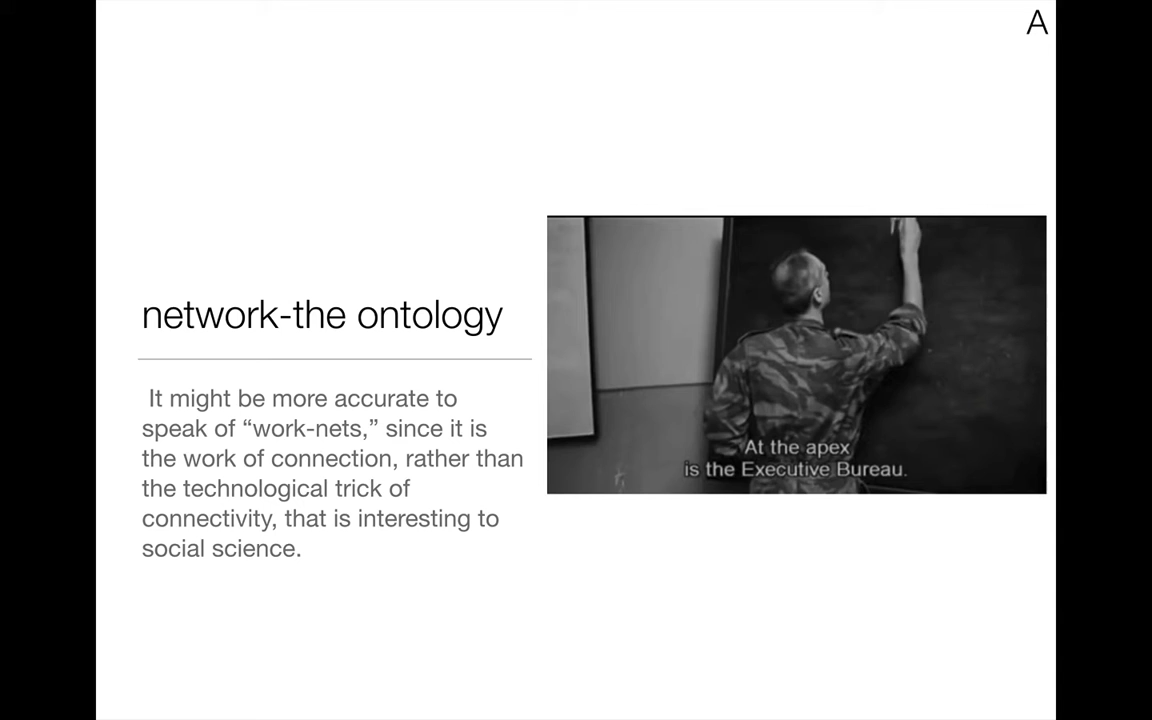 A
network-the ontology
It might be more accurate to
speak of “work-nets,” since it is
the work of connection, rather than
the technological trick of
connectivity, that is interesting to
social science.
At the apex
is the Executive Bureau.